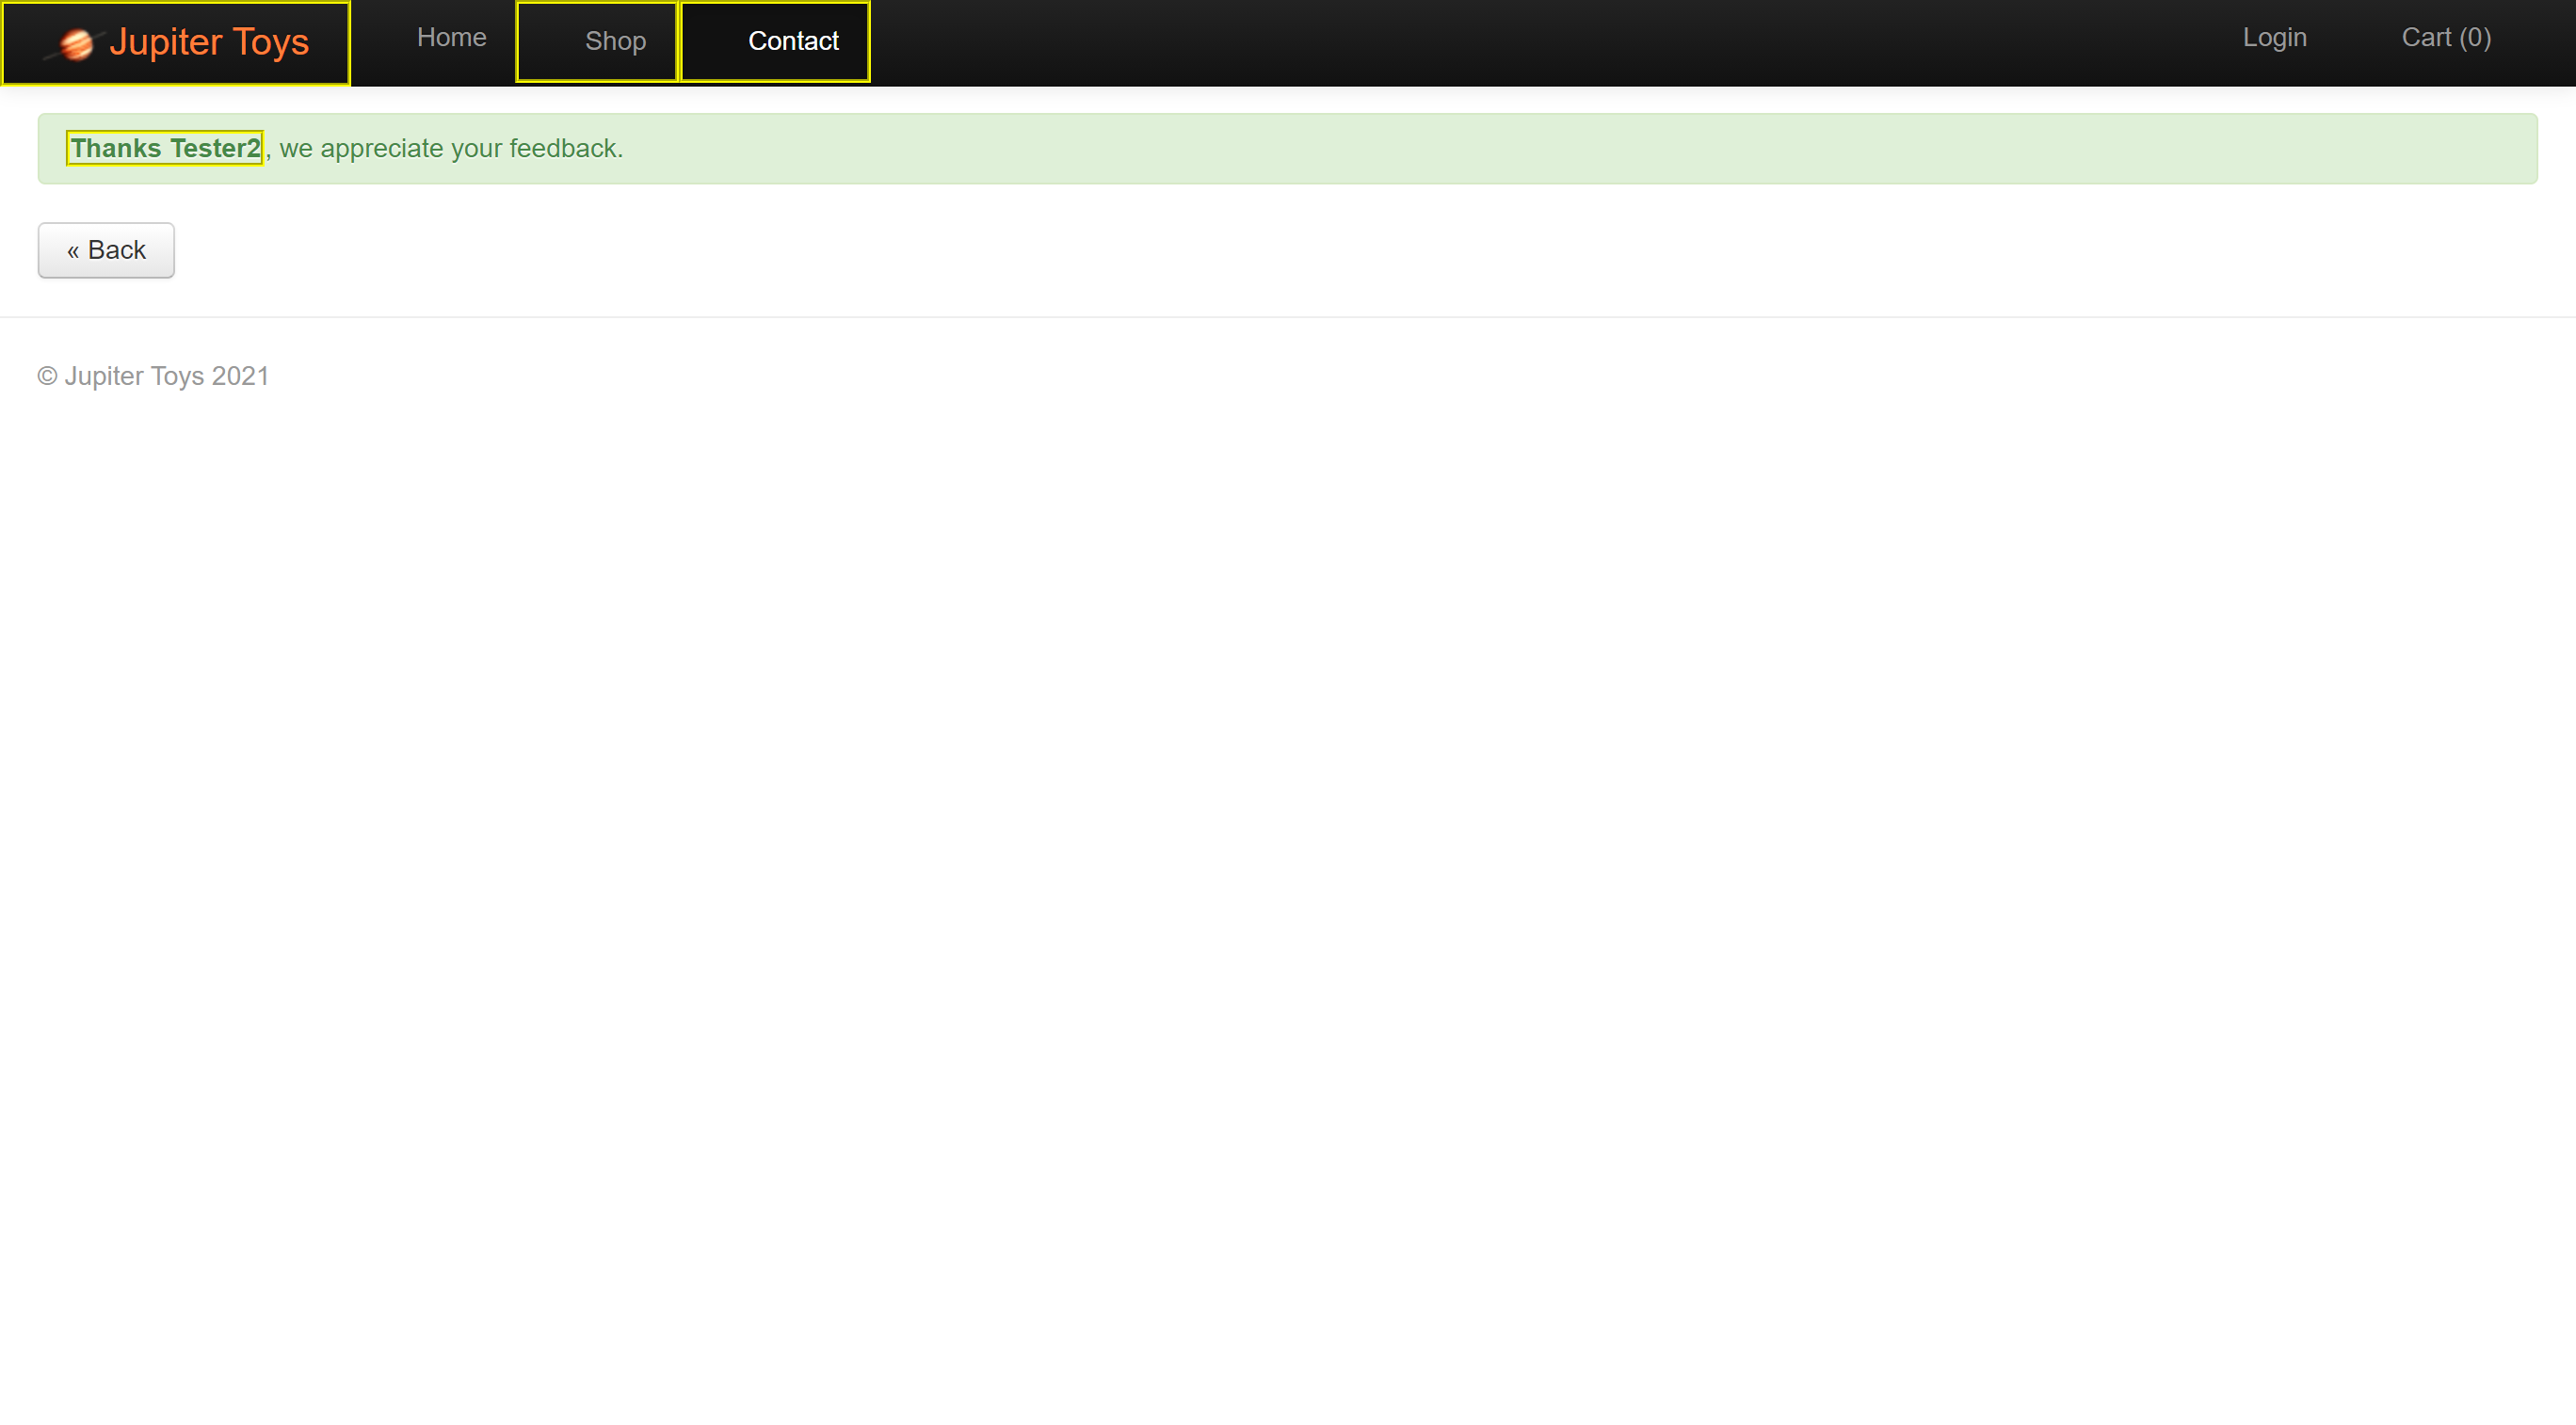 Jupiter Toys Home Shop Contact Login Cart (0)
Thanks Tester2, we appreciate your feedback.
« Back
© Jupiter Toys 2021